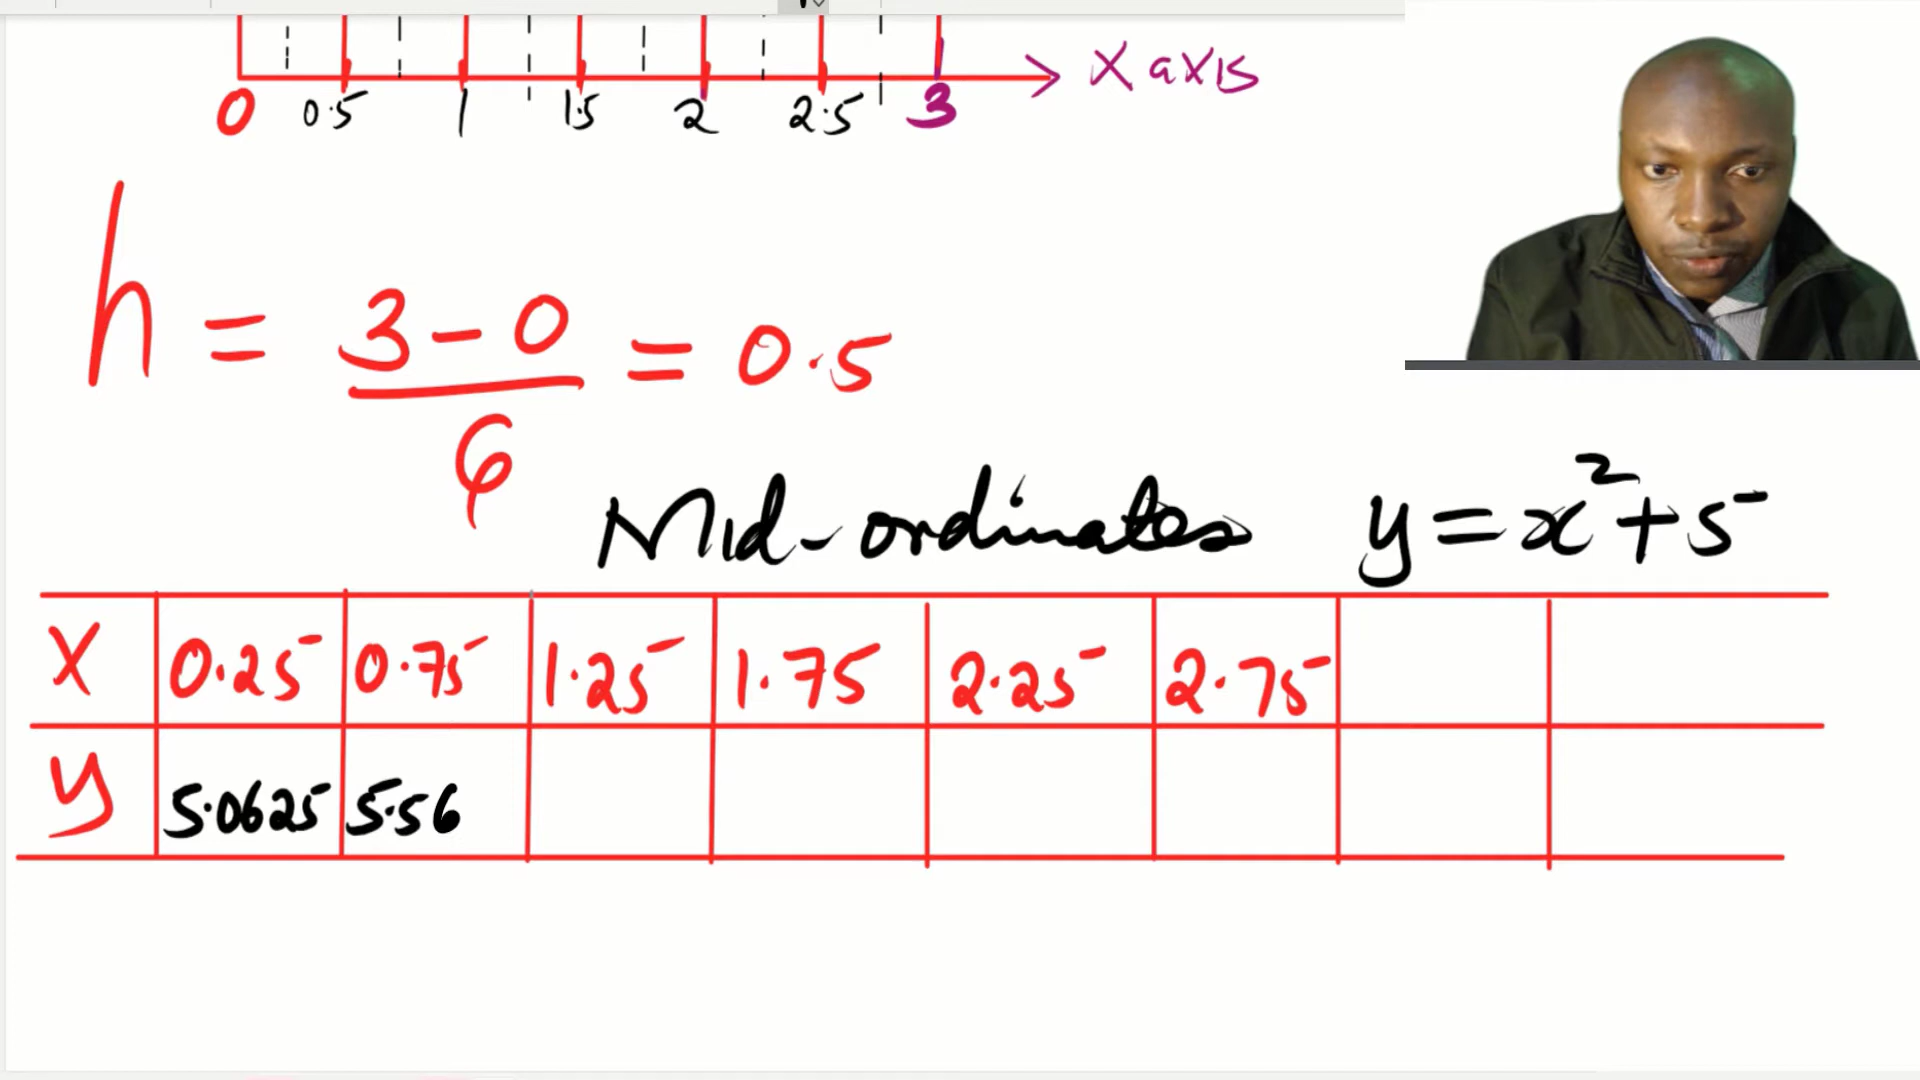 X axis
0 0.5 1 1.5 2 2.5 3
h = 3-0/6 = 0.5
Mid-ordinates y=x²+5
X 0.25 0.75 1.25 1.75 2.25 2.75
y 5.0625 5.56